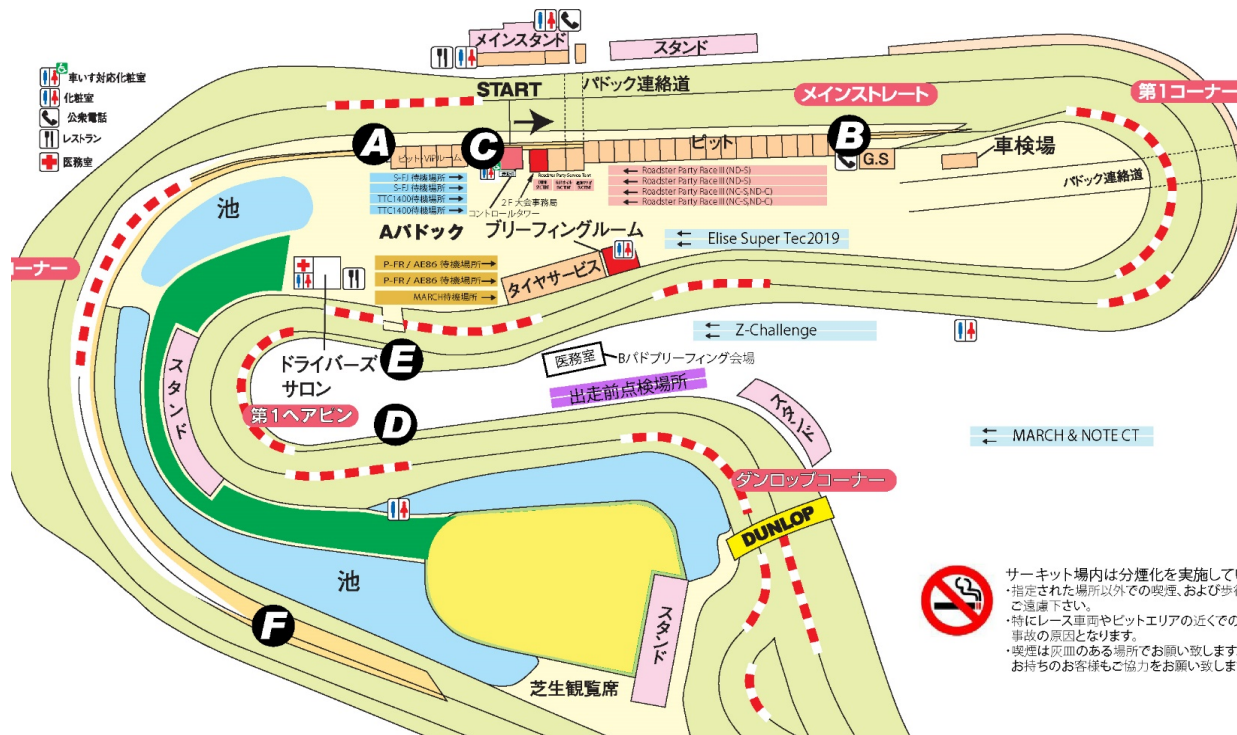 メインスタンド
スタンド
車いす対応化粧室
化粧室
公衆電話
レストラン
医務室
START
パドック連絡道
メインストレート
第1コーナー
A
ピット・VIPルーム
C
ピット
B
G.S
車検場
パドック連絡道
S-FJ 待機場所
S-FJ 待機場所
TTC1400待機場所
TTC1400待機場所
Roadster Party Race III (ND-S)
Roadster Party Race III (ND-S)
Roadster Party Race III (NC-S,ND-C)
Roadster Party Race III (NC-S,ND-C)
2F 大会事務局
コントロールタワー
池
Aパドック
ブリーフィングルーム
Elise Super Tec2019
コーナー
P-FR / AE86 待機場所
P-FR / AE86 待機場所
MARCH待機場所
タイヤサービス
Z-Challenge
ドライバーズ
サロン
E
医務室
Bパドブリーフィング会場
出走前点検場所
スタンド
第1ヘアピン
D
スタンド
MARCH & NOTE CT
ダンロップコーナー
DUNLOP
池
F
スタンド
芝生観覧席
サーキット場内は分煙化を実施してい
・指定された場所以外での喫煙、および歩行
ご遠慮下さい。
・特にレース車両やピットエリアの近くでの
事故の原因となります。
・喫煙は灰皿のある場所でお願い致します
お持ちのお客様もご協力をお願い致しま